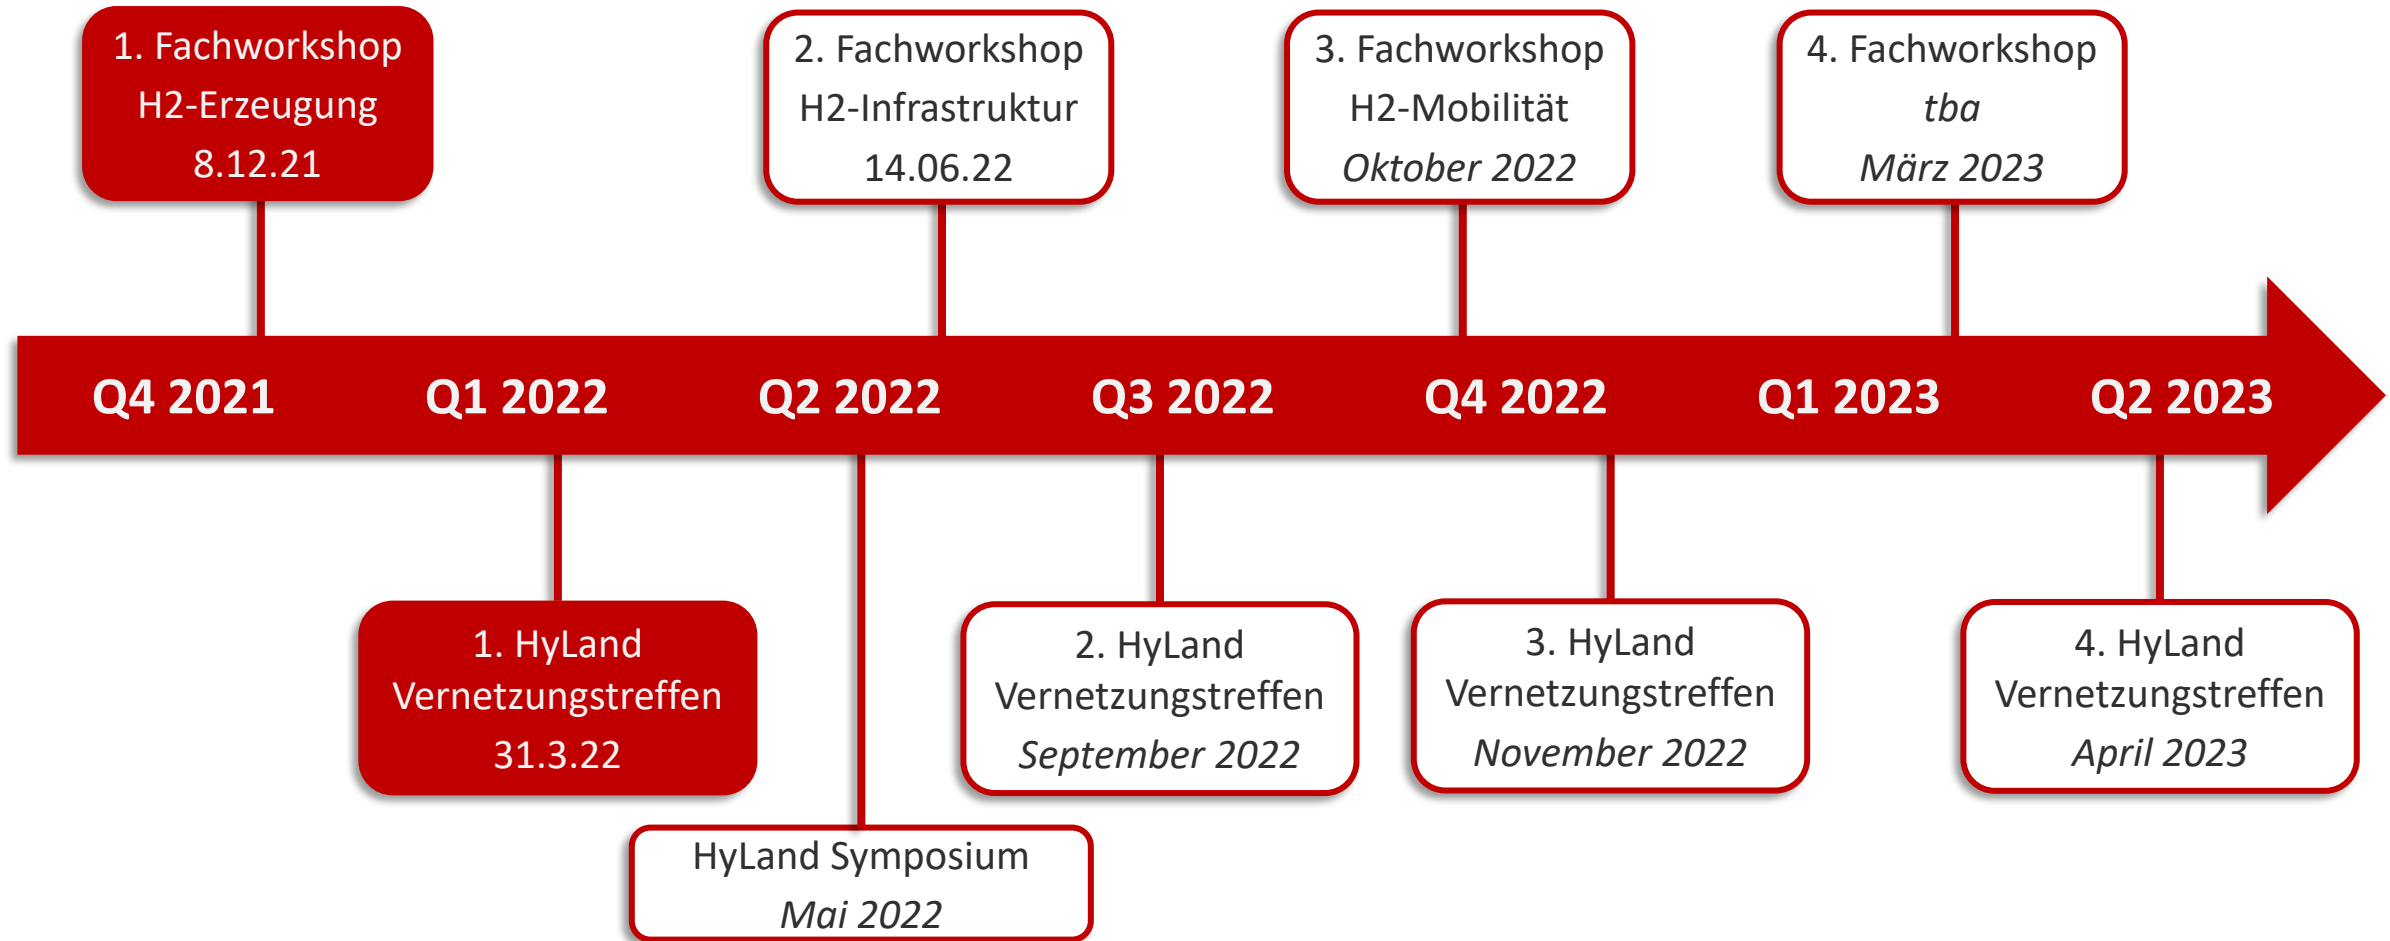 1. Fachworkshop
H2-Erzeugung
8.12.21
2. Fachworkshop
H2-Infrastruktur
14.06.22
3. Fachworkshop
H2-Mobilität
Oktober 2022
4. Fachworkshop
tba
März 2023
Q4 2021
Q1 2022
Q2 2022
Q3 2022
Q4 2022
Q1 2023
Q2 2023
1. HyLand
Vernetzungstreffen
31.3.22
2. HyLand
Vernetzungstreffen
September 2022
3. HyLand
Vernetzungstreffen
November 2022
4. HyLand
Vernetzungstreffen
April 2023
HyLand Symposium
Mai 2022